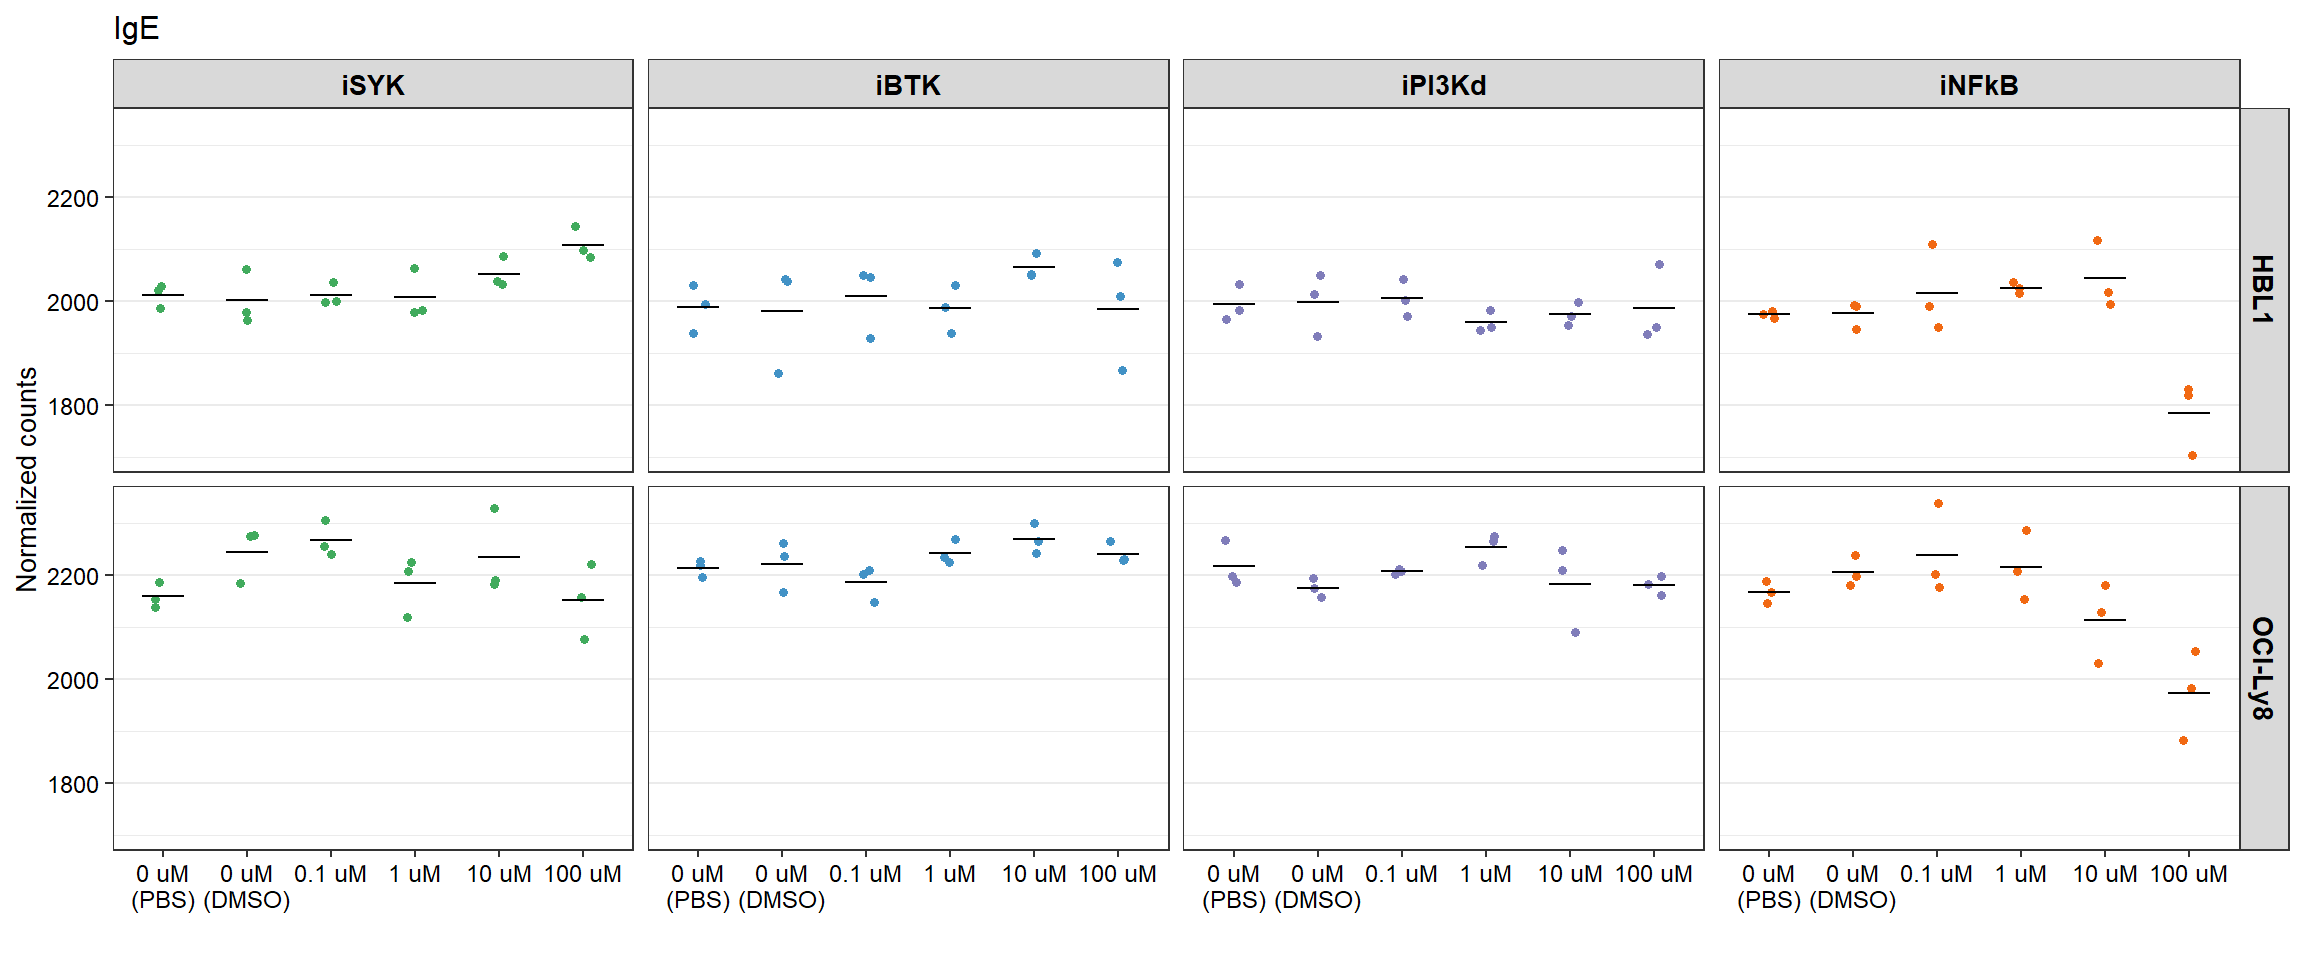 IgE
iSYK
iBTK
iPI3Kd
iNFkB
Normalized counts
2200
2000
1800
HBL1
2200
2000
1800
OCI-Ly8
0 uM (PBS)
0 uM (DMSO)
0.1 uM
1 uM
10 uM
100 uM
0 uM (PBS)
0 uM (DMSO)
0.1 uM
1 uM
10 uM
100 uM
0 uM (PBS)
0 uM (DMSO)
0.1 uM
1 uM
10 uM
100 uM
0 uM (PBS)
0 uM (DMSO)
0.1 uM
1 uM
10 uM
100 uM